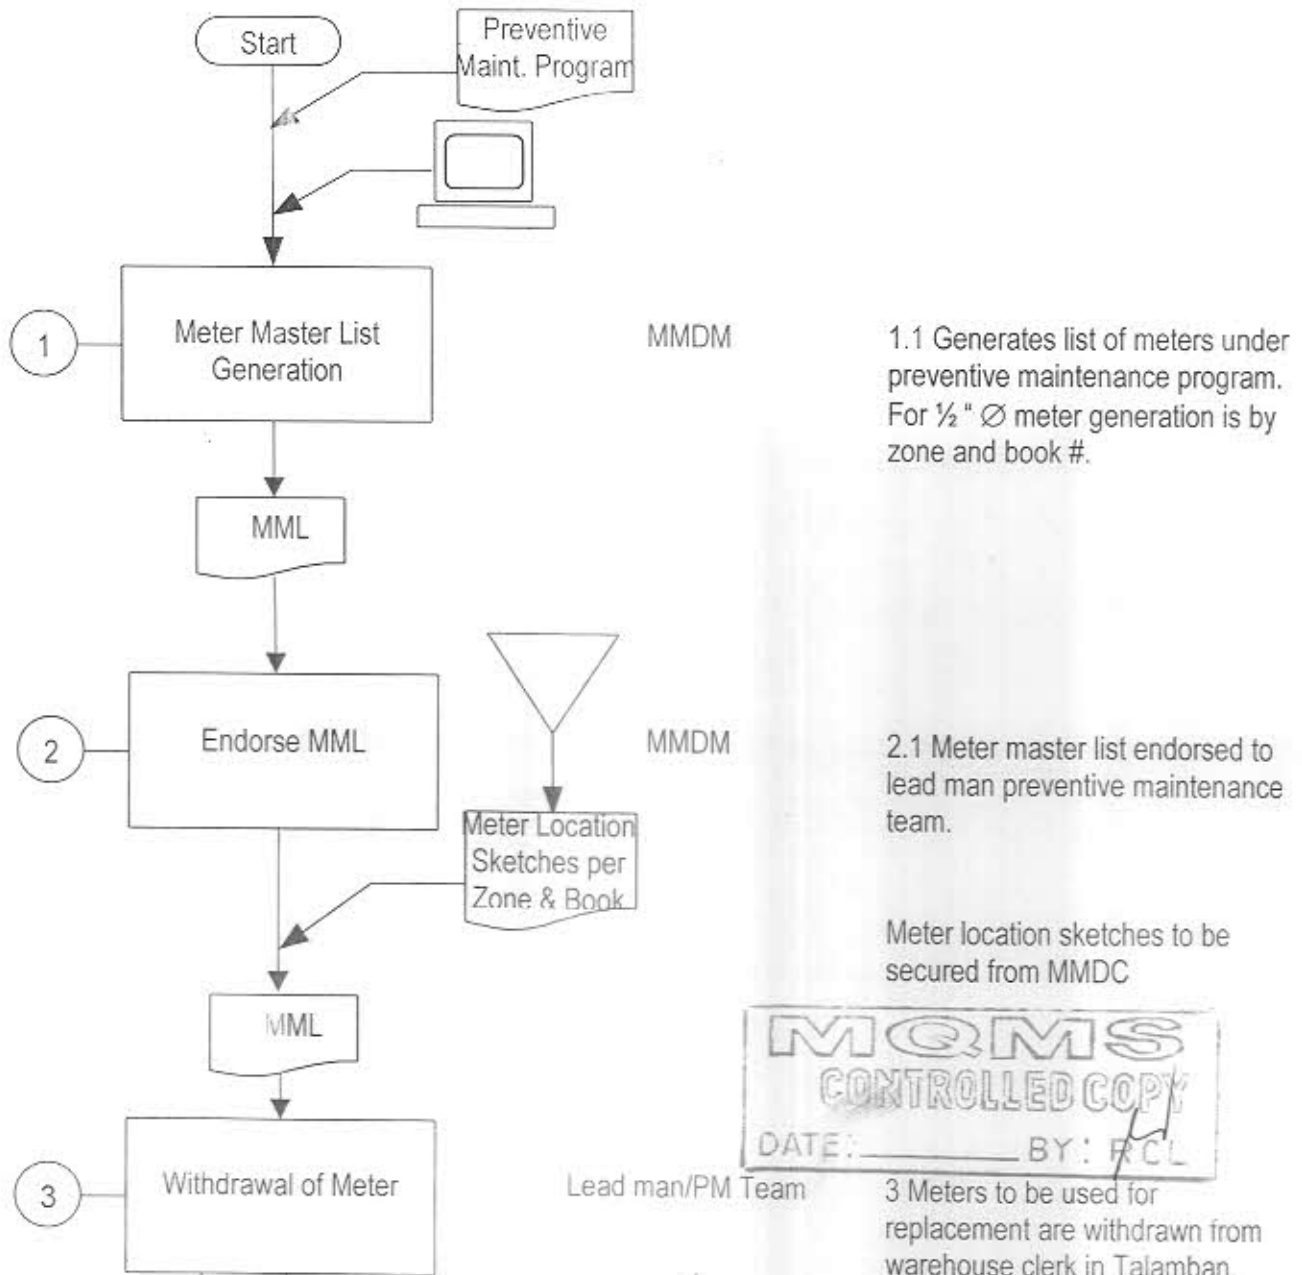 Start
Preventive
Maint. Program
1
Meter Master List
Generation
MMDM
1.1 Generates list of meters under
preventive maintenance program.
For ½ " ∅ meter generation is by
zone and book #.
MML
2
Endorse MML
MMDM
2.1 Meter master list endorsed to
lead man preventive maintenance
team.
Meter Location
Sketches per
Zone & Book
Meter location sketches to be
secured from MMDC
MML
MQMS
CONTROLLED COPY
DATE:________ BY: RCL
3
Withdrawal of Meter
Lead man/PM Team
3 Meters to be used for
replacement are withdrawn from
warehouse clerk in Talamban.